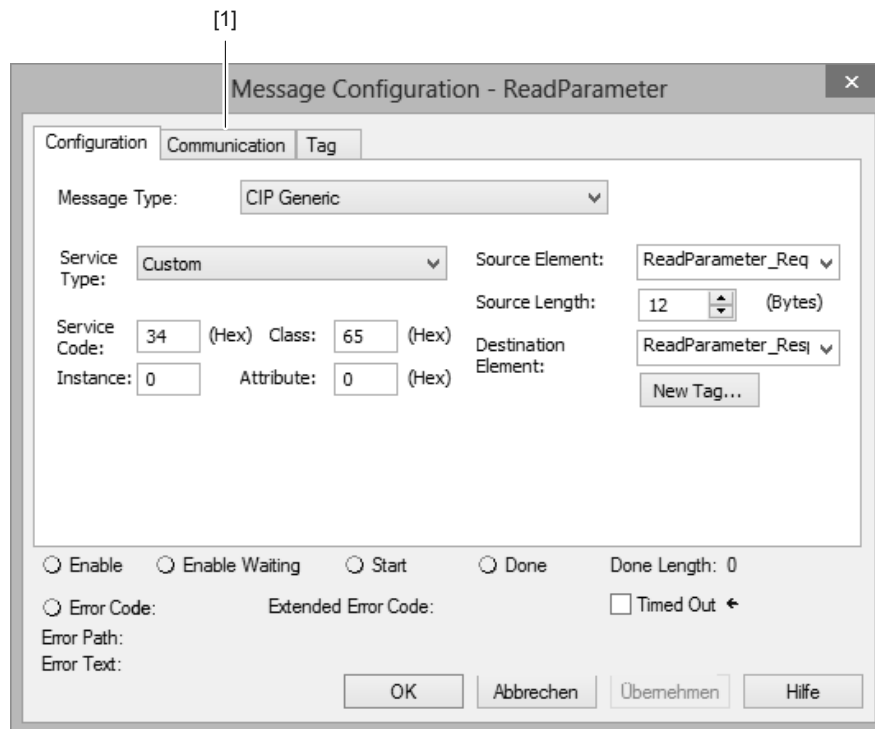 [1]
Message Configuration - ReadParameter
Configuration Communication Tag
Message Type: CIP Generic
Service Type: Custom
Source Element: ReadParameter_Req
Source Length: 12 (Bytes)
Service Code: 34 (Hex) Class: 65 (Hex)
Destination Element: ReadParameter_Resp
Instance: 0 Attribute: 0 (Hex)
New Tag...
Enable Enable Waiting Start Done Done Length: 0
Error Code: Extended Error Code: Timed Out
Error Path:
Error Text:
OK Abbrechen Übernehmen Hilfe